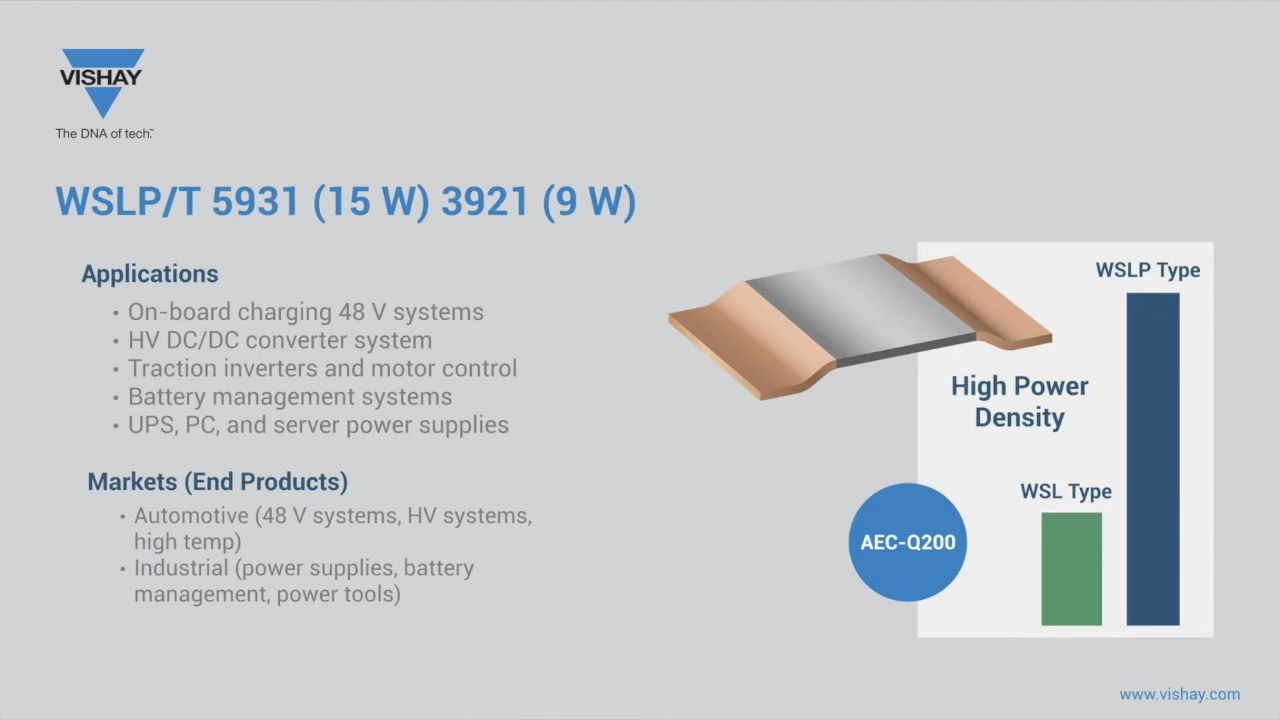 VISHAY
The DNA of tech.™
WSLP/T 5931 (15 W) 3921 (9 W)
Applications
• On-board charging 48 V systems
• HV DC/DC converter system
• Traction inverters and motor control
• Battery management systems
• UPS, PC, and server power supplies
Markets (End Products)
• Automotive (48 V systems, HV systems,
high temp)
• Industrial (power supplies, battery
management, power tools)
WSLP Type
High Power
Density
WSL Type
AEC-Q200
www.vishay.com